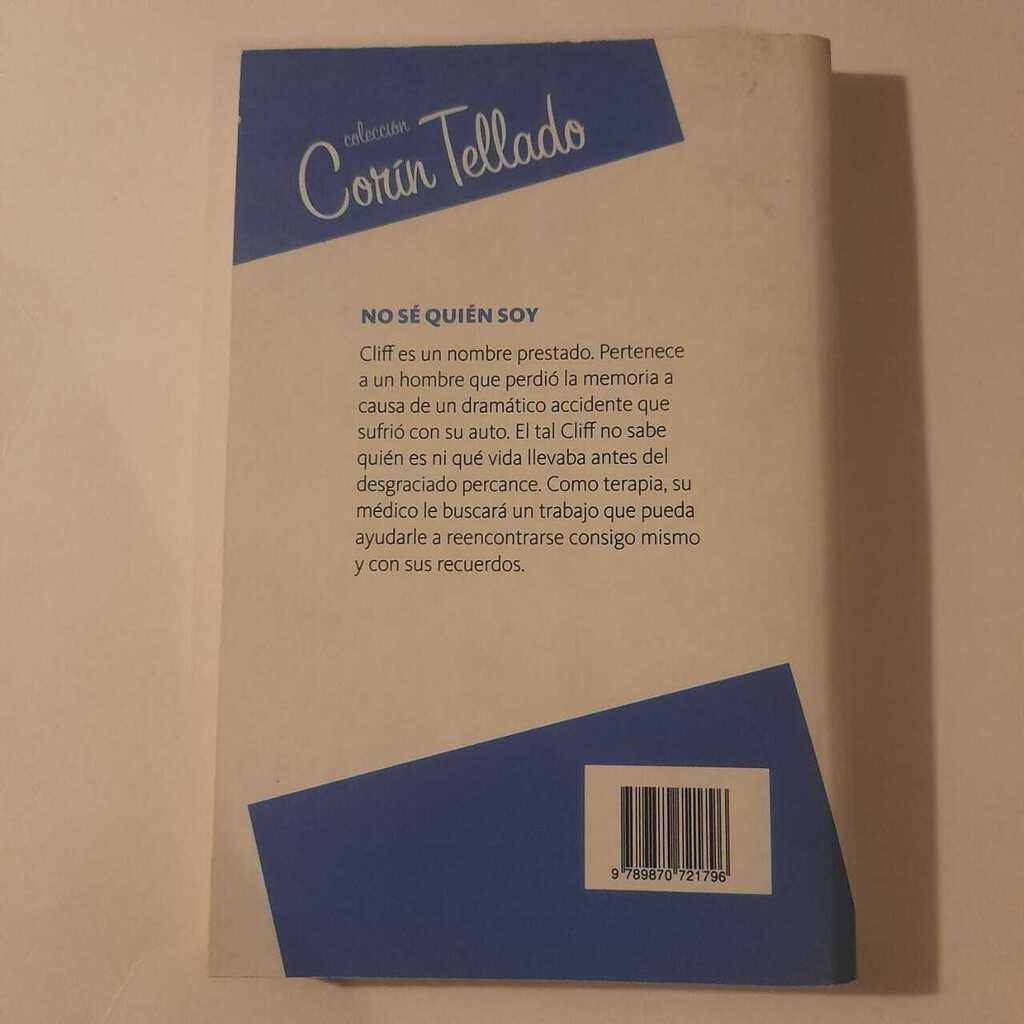 colección
Corín Tellado
NO SÉ QUIÉN SOY
Cliff es un nombre prestado. Pertenece
a un hombre que perdió la memoria a
causa de un dramático accidente que
sufrió con su auto. El tal Cliff no sabe
quién es ni qué vida llevaba antes del
desgraciado percance. Como terapia, su
médico le buscará un trabajo que pueda
ayudarle a reencontrarse consigo mismo
y con sus recuerdos.
9 789870 721796